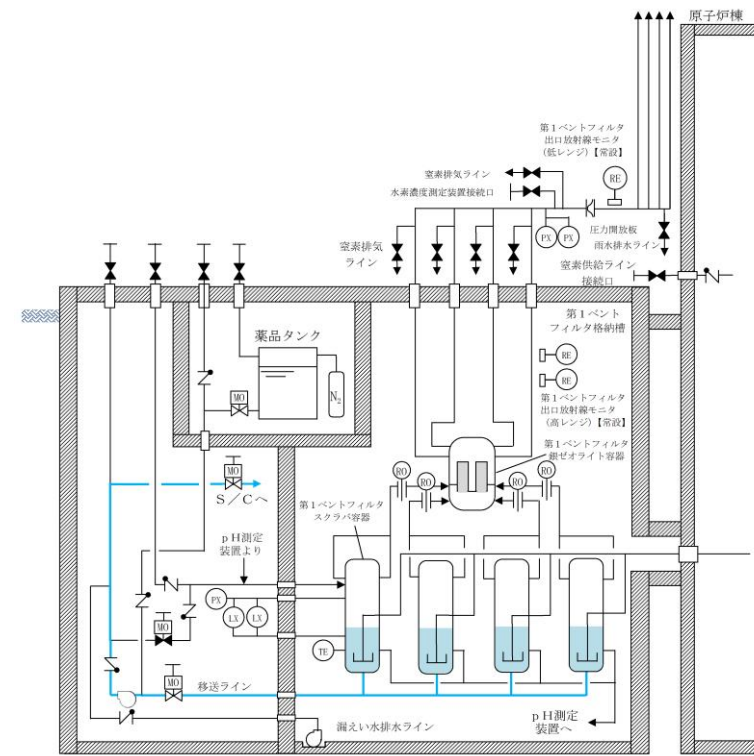 原子炉棟
第1ベントフィルタ
出口放射線モニタ
(低レンジ)【常設】
RE
窒素排気ライン
水素濃度測定装置接続口
PX
PX
圧力開放板
雨水排水ライン
窒素排気
ライン
窒素供給ライン
接続口
第1ベント
フィルタ格納槽
薬品タンク
N2
MO
RE
RE
第1ベントフィルタ
出口放射線モニタ
(高レンジ)【常設】
第1ベントフィルタ
銀ゼオライト容器
MO
S/Cへ
RO
RO
RO
RO
第1ベントフィルタ
スクラバ容器
pH測定
装置より
PX
LX
LX
MO
TE
MO
移送ライン
漏えい水排水ライン
pH測定
装置へ